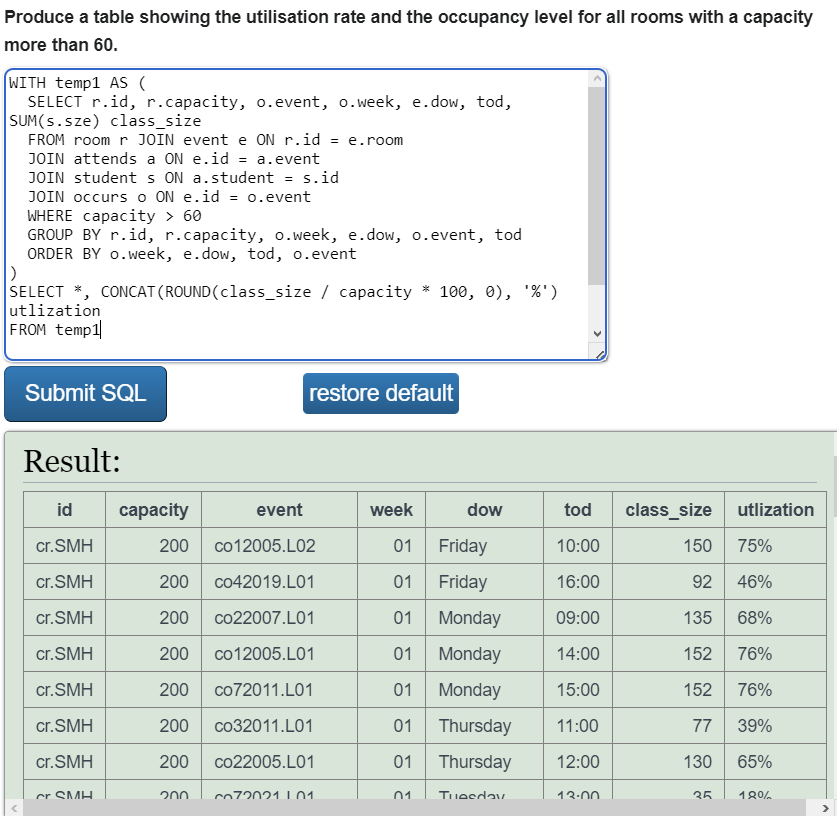 Produce a table showing the utilisation rate and the occupancy level for all rooms with a capacity
more than 60.
WITH temp1 AS (
  SELECT r.id, r.capacity, o.event, o.week, e.dow, tod,
SUM(s.sze) class_size
  FROM room r JOIN event e ON r.id = e.room
  JOIN attends a ON e.id = a.event
  JOIN student s ON a.student = s.id
  JOIN occurs o ON e.id = o.event
  WHERE capacity > 60
  GROUP BY r.id, r.capacity, o.week, e.dow, o.event, tod
  ORDER BY o.week, e.dow, tod, o.event
)
SELECT *, CONCAT(ROUND(class_size / capacity * 100, 0), '%')
utlization
FROM temp1
Submit SQL restore default
Result:
id capacity event week dow tod class_size utlization
cr.SMH 200 co12005.L02 01 Friday 10:00 150 75%
cr.SMH 200 co42019.L01 01 Friday 16:00 92 46%
cr.SMH 200 co22007.L01 01 Monday 09:00 135 68%
cr.SMH 200 co12005.L01 01 Monday 14:00 152 76%
cr.SMH 200 co72011.L01 01 Monday 15:00 152 76%
cr.SMH 200 co32011.L01 01 Thursday 11:00 77 39%
cr.SMH 200 co22005.L01 01 Thursday 12:00 130 65%
cr.SMH 200 co72021.L01 01 Tuesday 13:00 35 18%